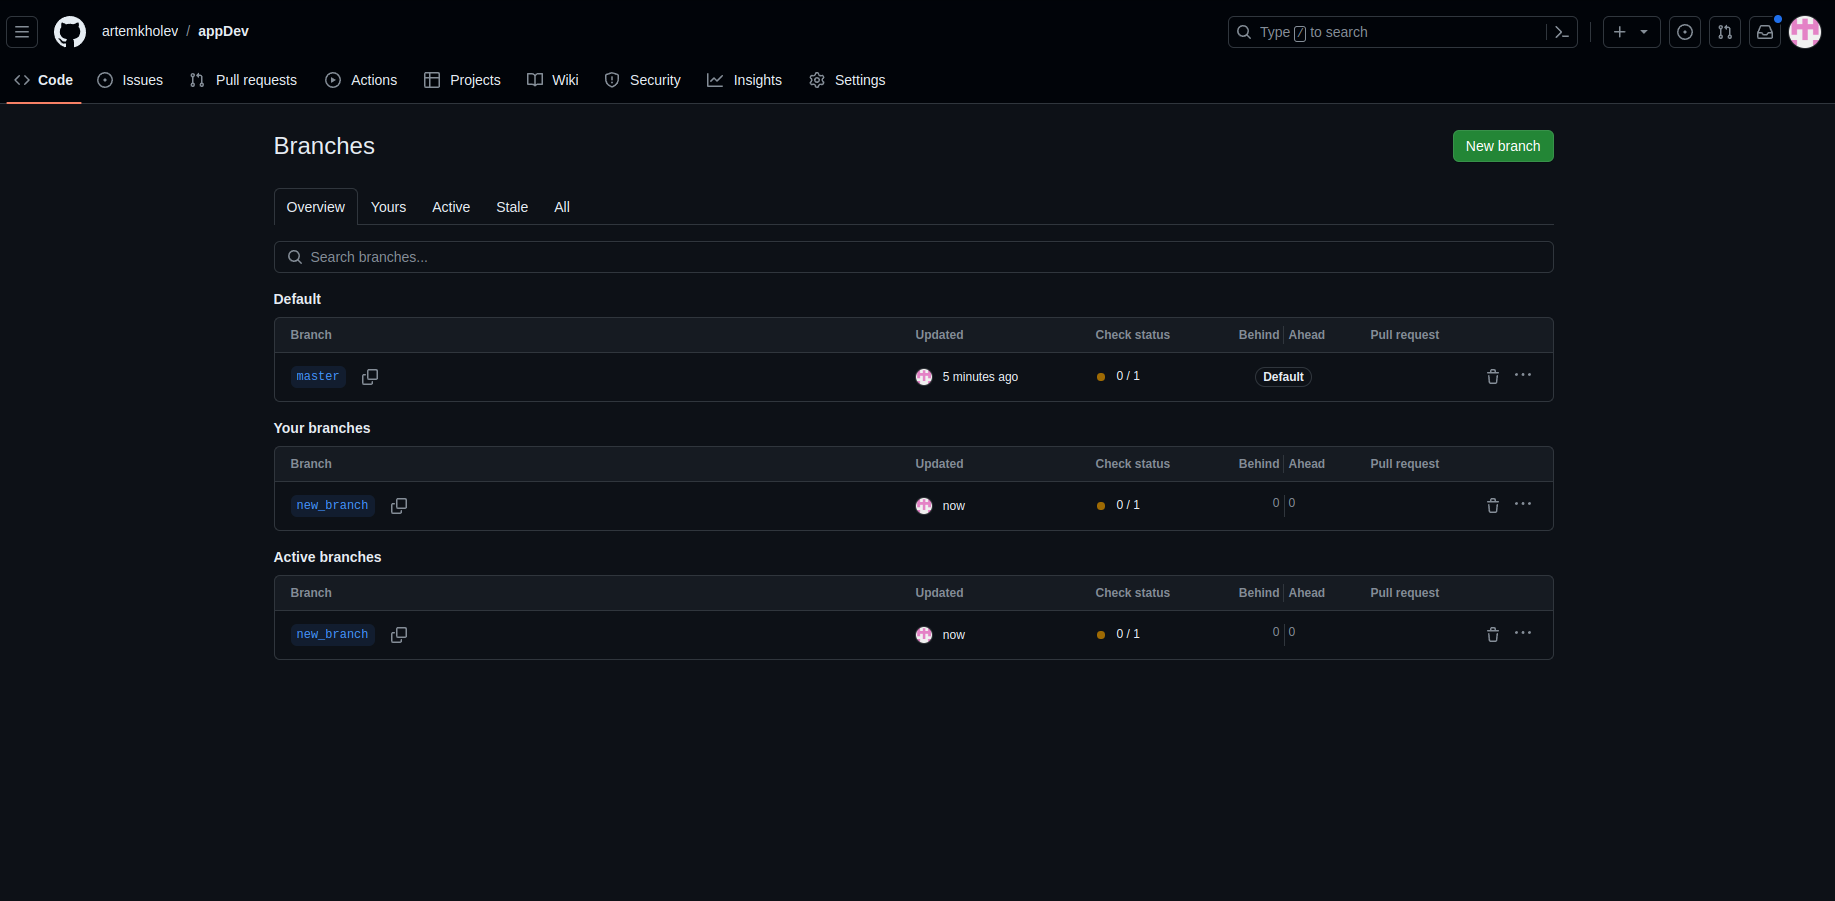 artemkholev / appDev
Type / to search
Code Issues Pull requests Actions Projects Wiki Security Insights Settings
Branches
New branch
Overview Yours Active Stale All
Search branches...
Default
Branch Updated Check status Behind Ahead Pull request
master 5 minutes ago 0 / 1 Default
Your branches
Branch Updated Check status Behind Ahead Pull request
new_branch now 0 / 1 0 0
Active branches
Branch Updated Check status Behind Ahead Pull request
new_branch now 0 / 1 0 0